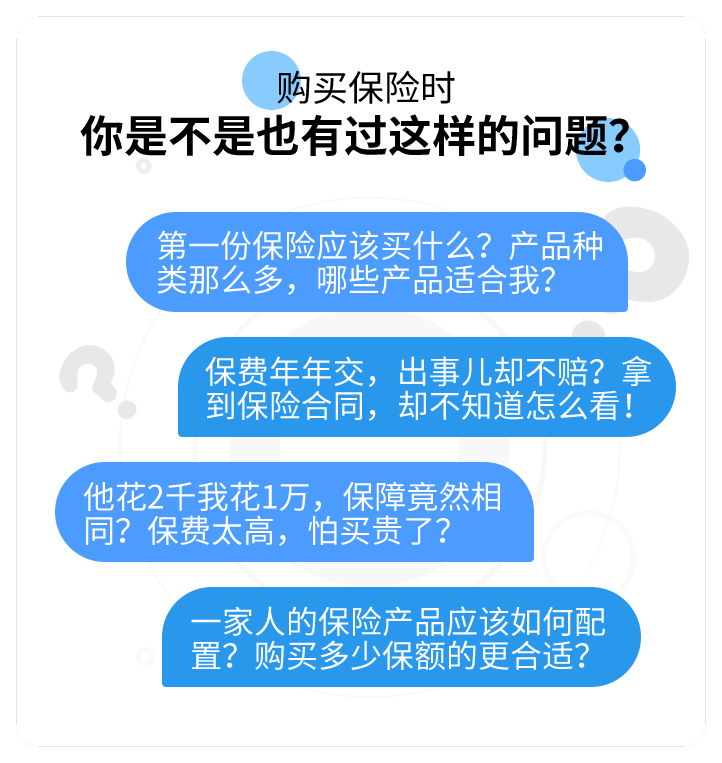 购买保险时
你是不是也有过这样的问题？
第一份保险应该买什么？产品种
类那么多，哪些产品适合我？
保费年年交，出事儿却不赔？拿
到保险合同，却不知道怎么看！
他花2千我花1万，保障竟然相
同？保费太高，怕买贵了？
一家人的保险产品应该如何配
置？购买多少保额的更合适？